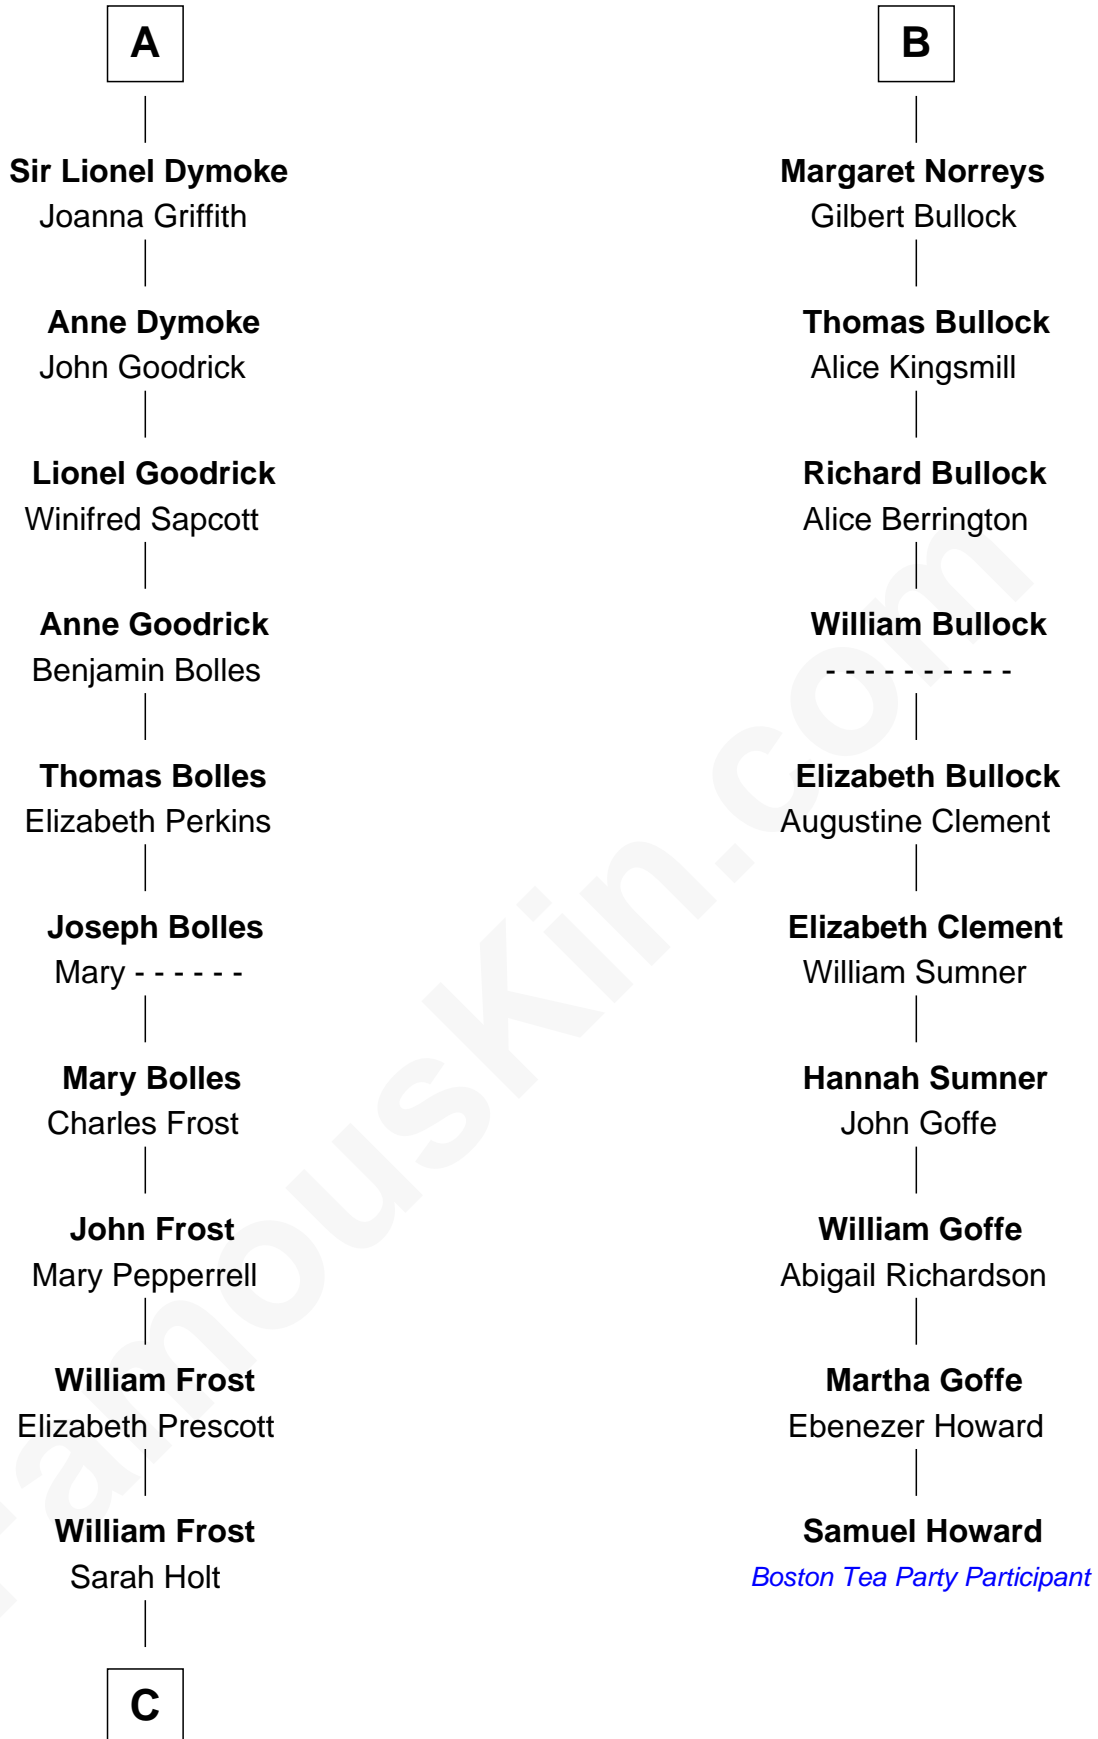 A
Sir Lionel Dymoke
Joanna Griffith
Anne Dymoke
John Goodrick
Lionel Goodrick
Winifred Sapcott
Anne Goodrick
Benjamin Bolles
Thomas Bolles
Elizabeth Perkins
Joseph Bolles
Mary - - - - - -
Mary Bolles
Charles Frost
John Frost
Mary Pepperrell
William Frost
Elizabeth Prescott
William Frost
Sarah Holt
C
B
Margaret Norreys
Gilbert Bullock
Thomas Bullock
Alice Kingsmill
Richard Bullock
Alice Berrington
William Bullock
- - - - - - - - - -
Elizabeth Bullock
Augustine Clement
Elizabeth Clement
William Sumner
Hannah Sumner
John Goffe
William Goffe
Abigail Richardson
Martha Goffe
Ebenezer Howard
Samuel Howard
Boston Tea Party Participant
FamousKin.com